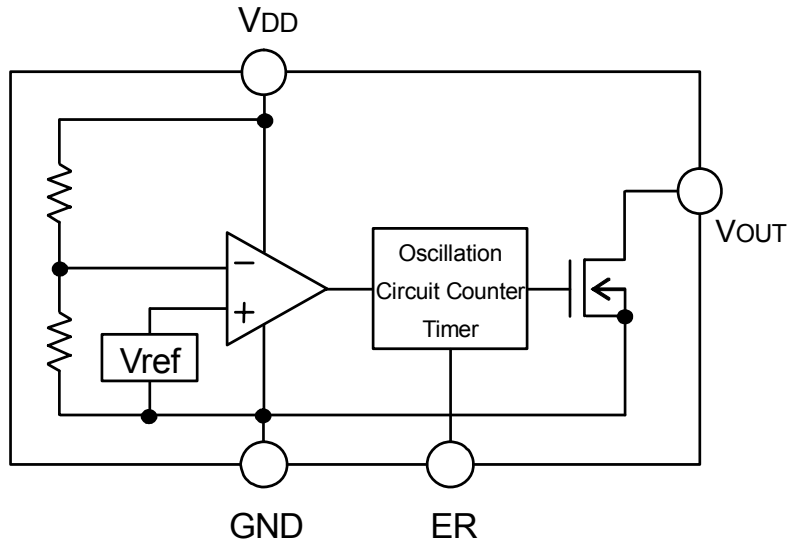 VDD
VOUT
Oscillation
Circuit Counter
Timer
−
+
Vref
GND
ER